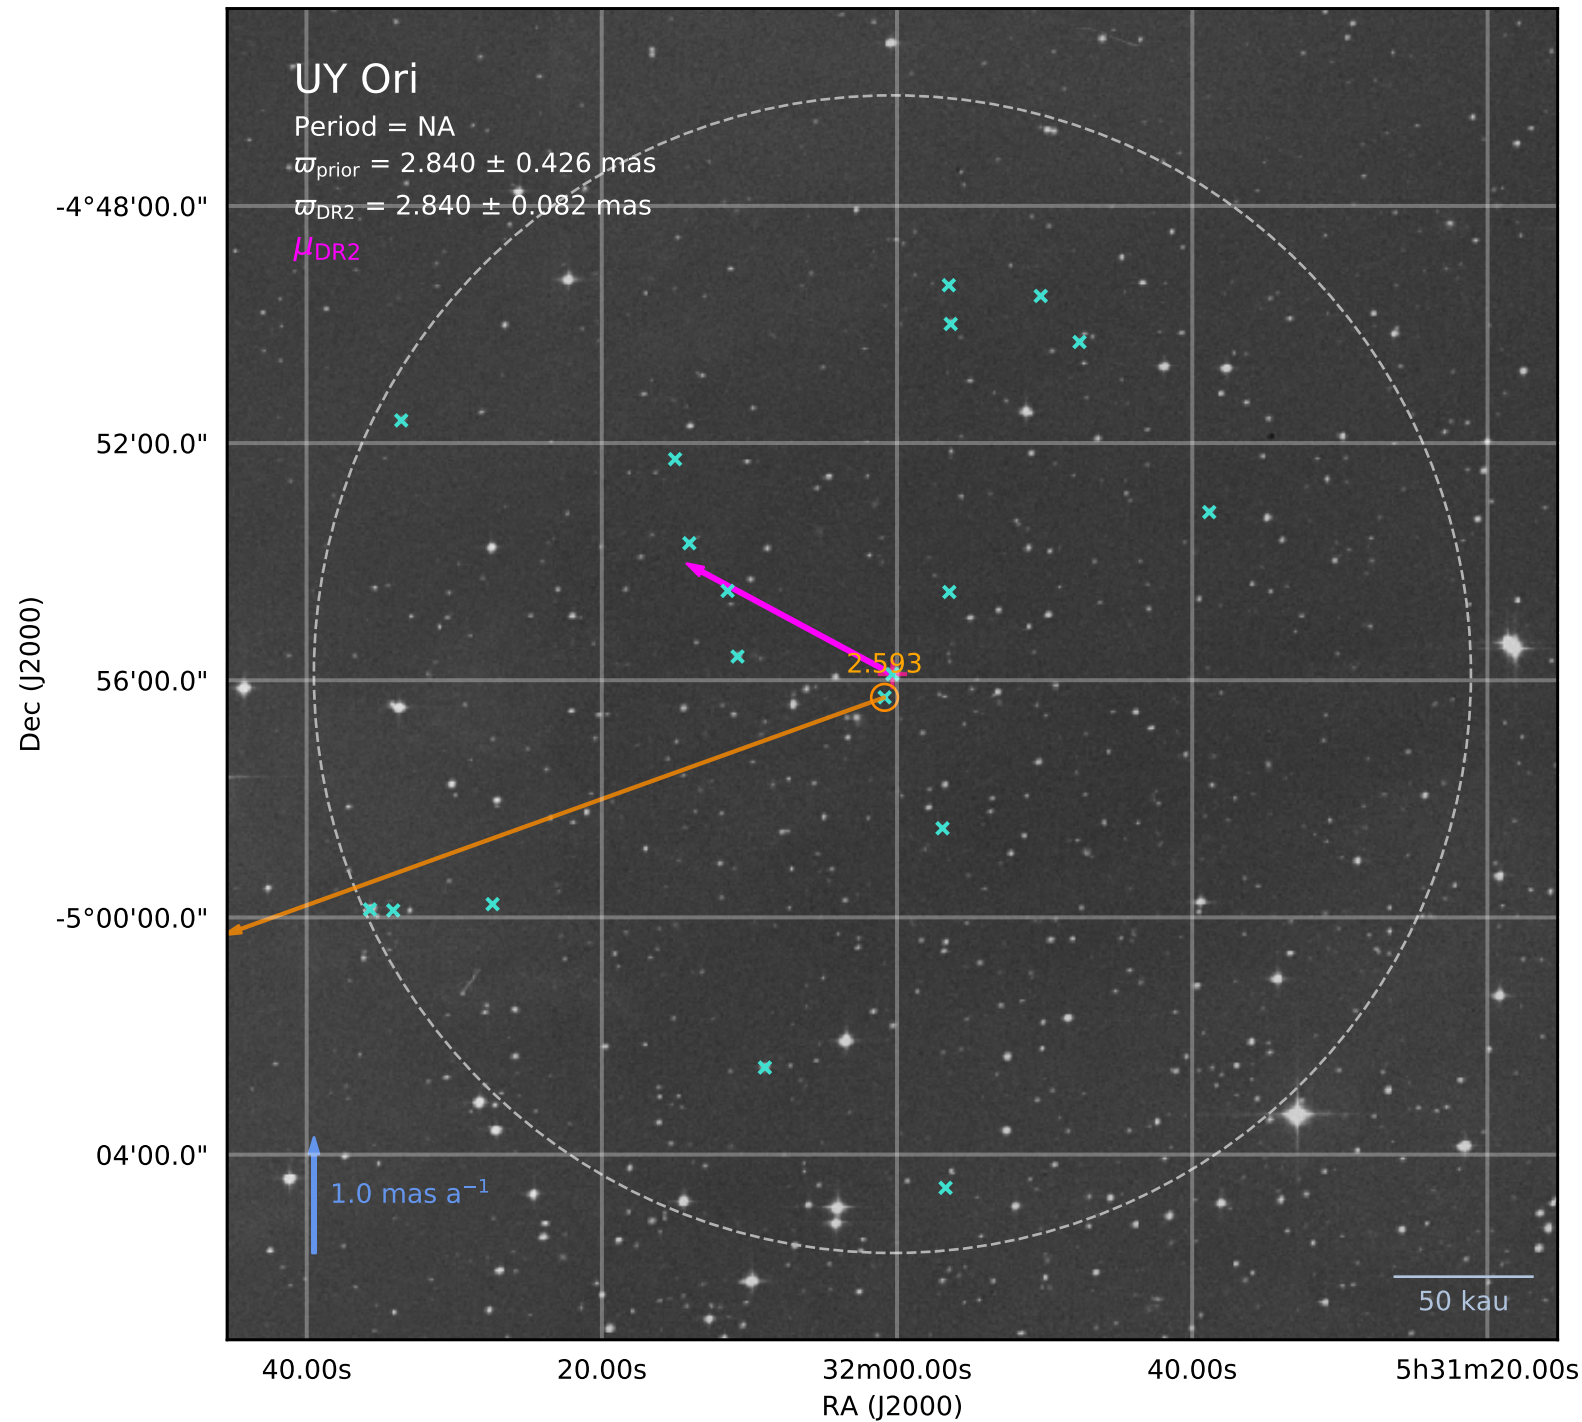 UY Ori
Period = NA
ϖprior = 2.840 ± 0.426 mas
ϖDR2 = 2.840 ± 0.082 mas
μDR2
-4°48'00.0"
52'00.0"
56'00.0"
-5°00'00.0"
04'00.0"
Dec (J2000)
2.593
1.0 mas a⁻¹
50 kau
40.00s
20.00s
32m00.00s
40.00s
5h31m20.00s
RA (J2000)